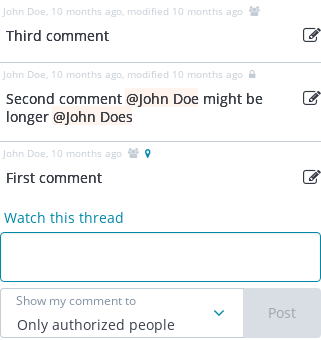 John Doe, 10 months ago, modified 10 months ago
Third comment
John Doe, 10 months ago, modified 10 months ago
Second comment @John Doe might be
longer @John Does
John Doe, 10 months ago
First comment
Watch this thread
Show my comment to
Only authorized people
Post